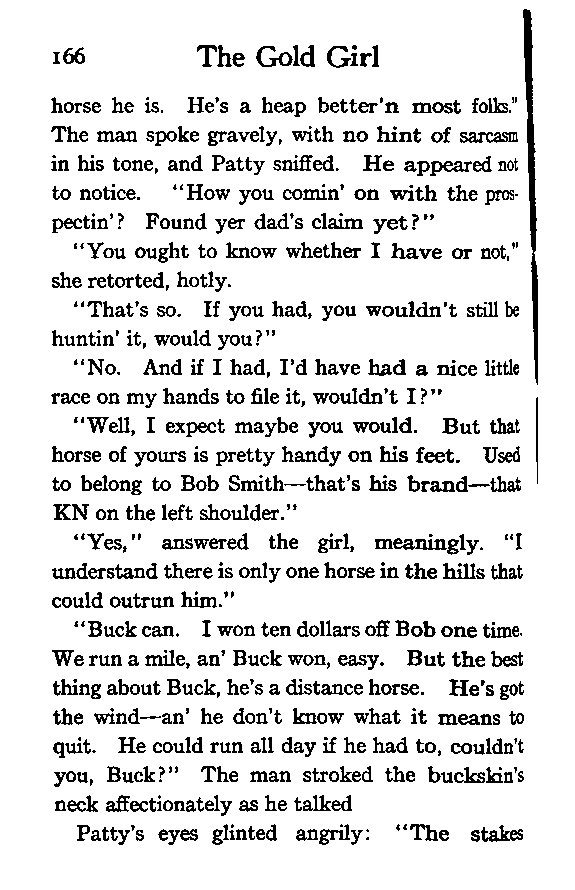 166 The Gold Girl
horse he is. He's a heap better'n most folks."
The man spoke gravely, with no hint of sarcasm
in his tone, and Patty sniffed. He appeared not
to notice. "How you comin' on with the pros-
pectin'? Found yer dad's claim yet?"
"You ought to know whether I have or not,"
she retorted, hotly.
"That's so. If you had, you wouldn't still be
huntin' it, would you?"
"No. And if I had, I'd have had a nice little
race on my hands to file it, wouldn't I?"
"Well, I expect maybe you would. But that
horse of yours is pretty handy on his feet. Used
to belong to Bob Smith—that's his brand—that
KN on the left shoulder."
"Yes," answered the girl, meaningly. "I
understand there is only one horse in the hills that
could outrun him."
"Buck can. I won ten dollars off Bob one time.
We run a mile, an' Buck won, easy. But the best
thing about Buck, he's a distance horse. He's got
the wind—an' he don't know what it means to
quit. He could run all day if he had to, couldn't
you, Buck?" The man stroked the buckskin's
neck affectionately as he talked
Patty's eyes glinted angrily: "The stakes